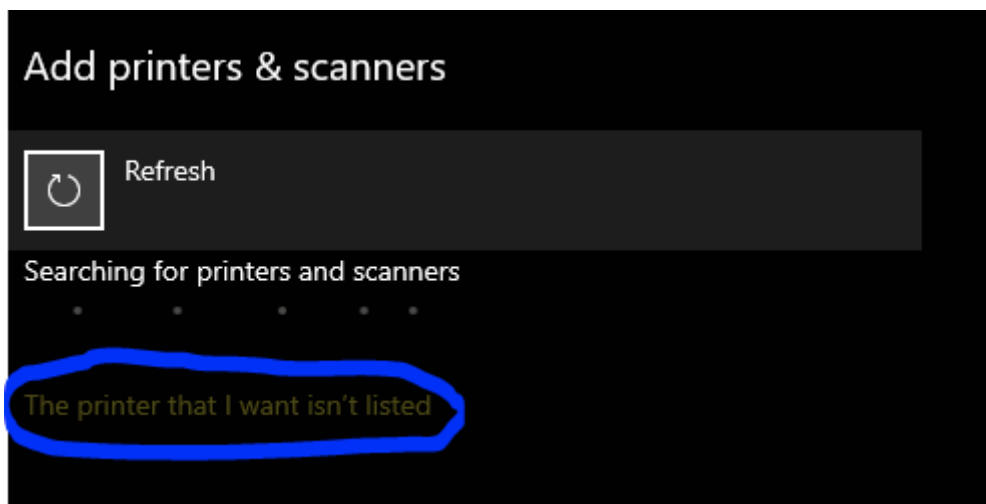 Add printers & scanners
Refresh
Searching for printers and scanners
The printer that I want isn't listed